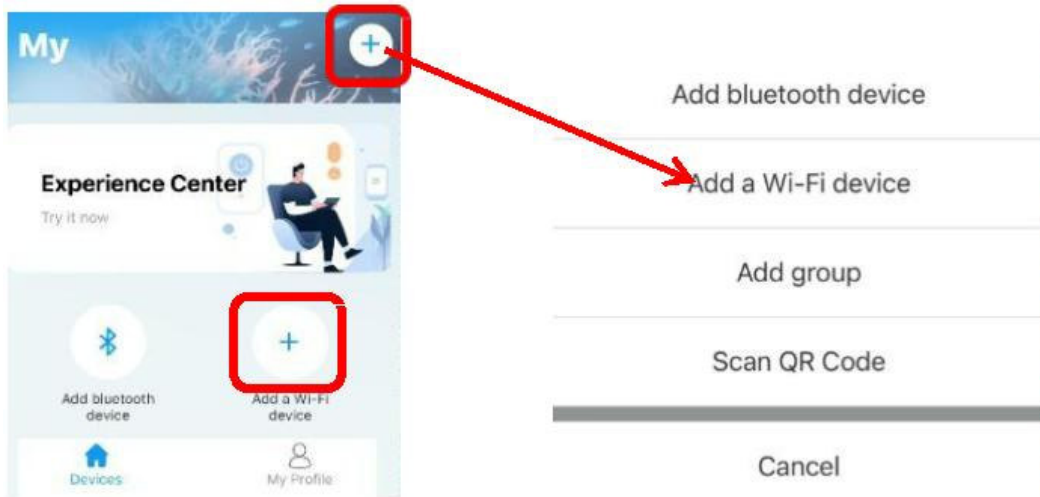 My
Experience Center
Try it now
Add bluetooth
device
Add a Wi-Fi
device
Devices
My Profile
Add bluetooth device
Add a Wi-Fi device
Add group
Scan QR Code
Cancel